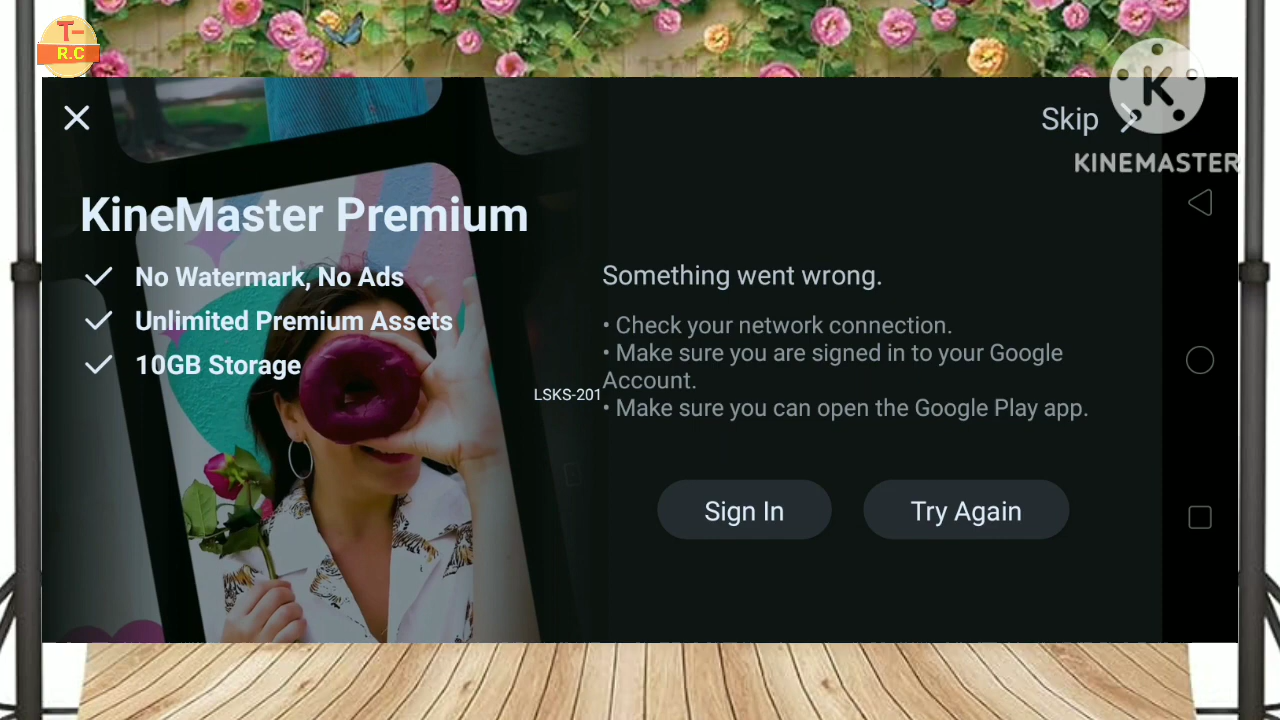 T-
R.C
Skip
K
KINEMASTER
KineMaster Premium
No Watermark, No Ads
Unlimited Premium Assets
10GB Storage
LSKS-201
Something went wrong.
• Check your network connection.
• Make sure you are signed in to your Google
Account.
• Make sure you can open the Google Play app.
Sign In
Try Again